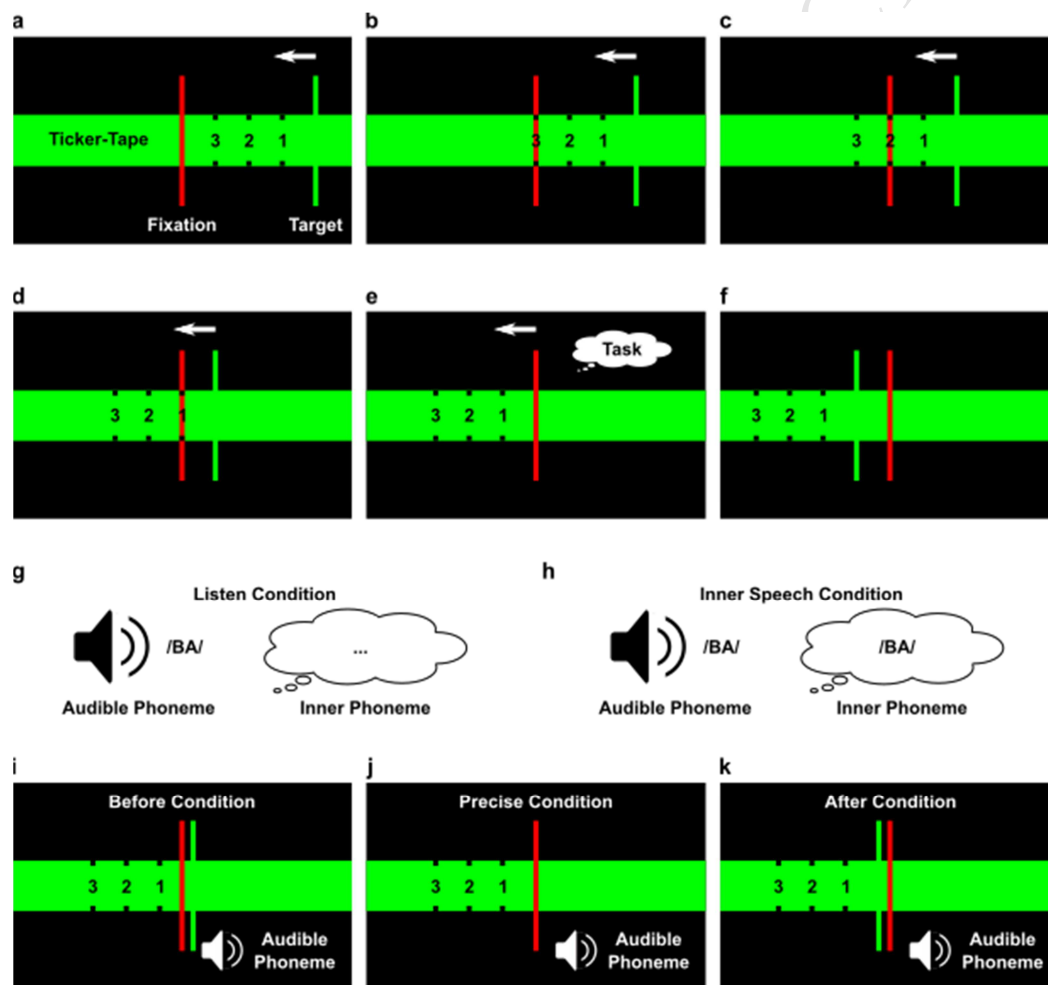 a
b
c
Ticker-Tape
3 2 1
Fixation
Target
3 2 1
3 2 1
d
e
f
3 2 1
Task
3 2 1
3 2 1
g
Listen Condition
/BA/
...
Audible Phoneme
Inner Phoneme
h
Inner Speech Condition
/BA/
/BA/
Audible Phoneme
Inner Phoneme
i
Before Condition
3 2 1
Audible
Phoneme
j
Precise Condition
3 2 1
Audible
Phoneme
k
After Condition
3 2 1
Audible
Phoneme